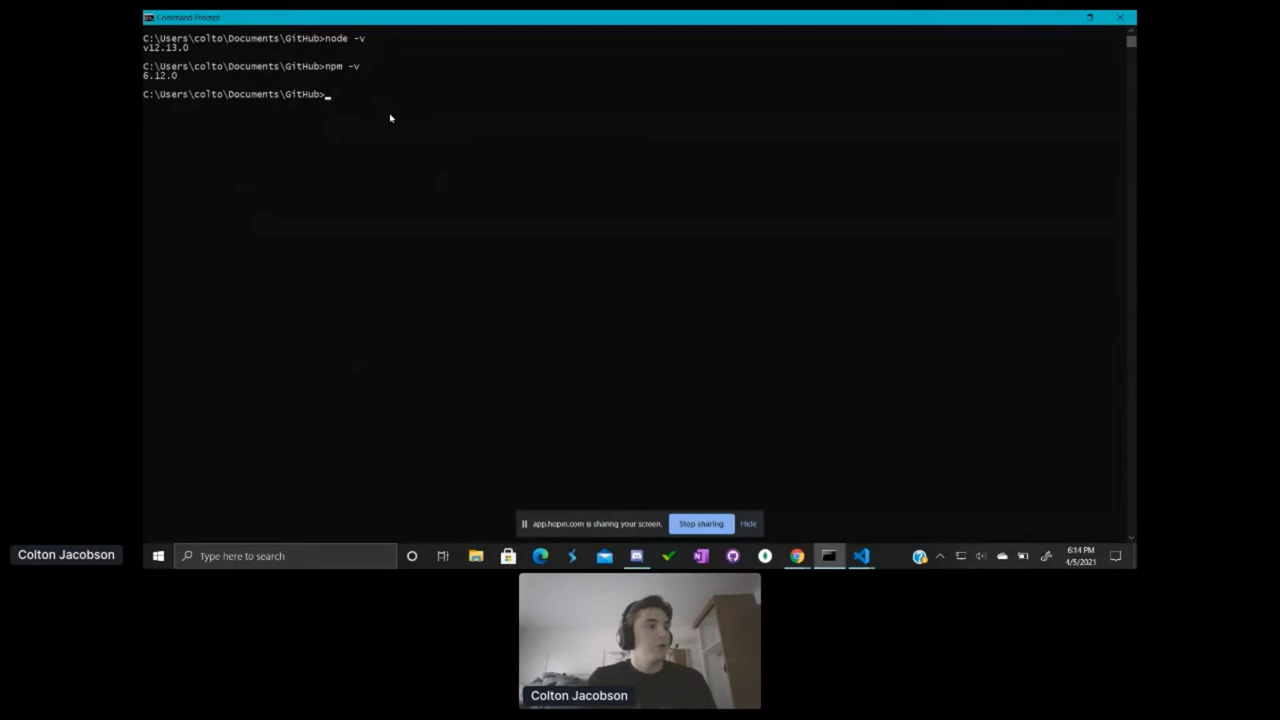 Command Prompt
C:\Users\colto\Documents\GitHub>node -v
v12.13.0
C:\Users\colto\Documents\GitHub>npm -v
6.12.0
C:\Users\colto\Documents\GitHub>_
app.hopin.com is sharing your screen.
Stop sharing
Hide
Colton Jacobson
Type here to search
6:14 PM
4/5/2021
Colton Jacobson